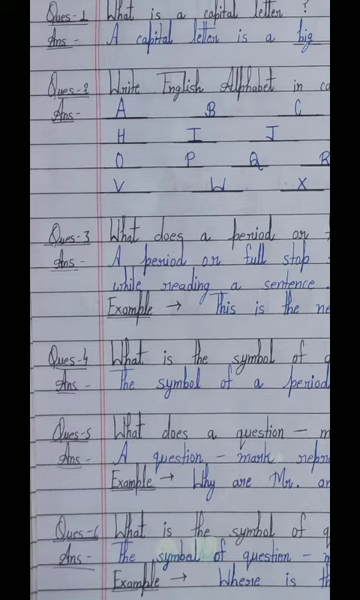 Ques-1 What is a capital letter ?
Ans - A capital letter is a big
Ques-2 Write English Alphabet in
Ans - A B C
H I J
O P Q R
V W X
Ques-3 What does a period or
Ans - A period or full stop
while reading a sentence.
Example → This is the
Ques-4 What is the symbol of
Ans - The symbol of a period
Ques-5 What does a question -
Ans - A question - mark
Example → Why are Mr.
Ques-6 What is the symbol of
Ans - The symbol of question -
Example → Where is